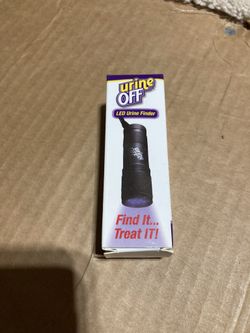 urine
OFF
LED Urine Finder
Find It...
Treat IT!